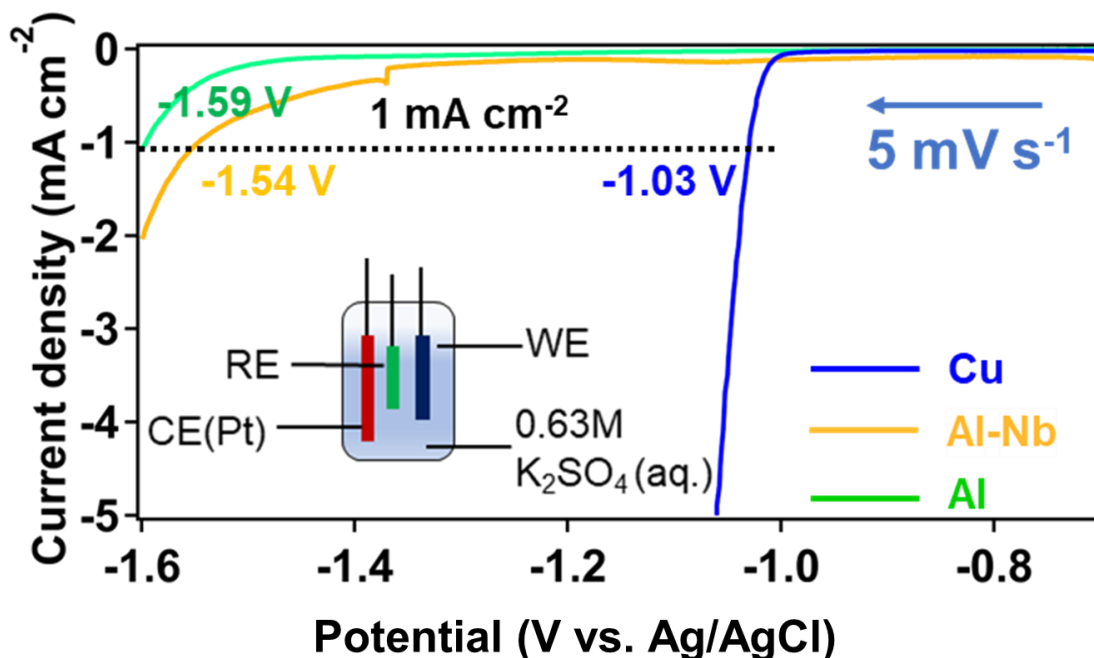 Current density (mA cm⁻²)
0
-1
-2
-3
-4
-5
-1.59 V
1 mA cm⁻²
-1.54 V
-1.03 V
5 mV s⁻¹
RE
WE
CE(Pt)
0.63M
K₂SO₄ (aq.)
Cu
Al-Nb
Al
-1.6
-1.4
-1.2
-1.0
-0.8
Potential (V vs. Ag/AgCl)